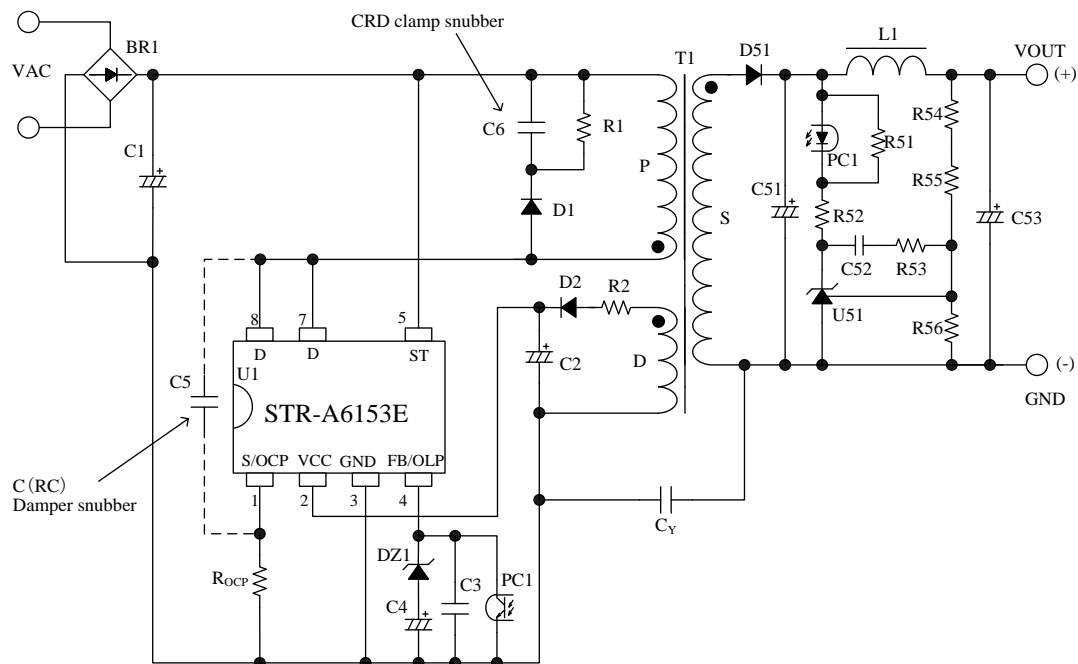 CRD clamp snubber
VAC
BR1
C1
C6
R1
P
D1
T1
S
D51
L1
VOUT
(+)
PC1
R51
R54
R55
C51
R52
C53
C52
R53
U51
R56
(-)
GND
D2
R2
C2
D
8
7
5
D
D
ST
U1
STR-A6153E
S/OCP
VCC
GND
FB/OLP
1
2
3
4
C5
C(RC)
Damper snubber
ROCP
DZ1
C4
C3
PC1
CY